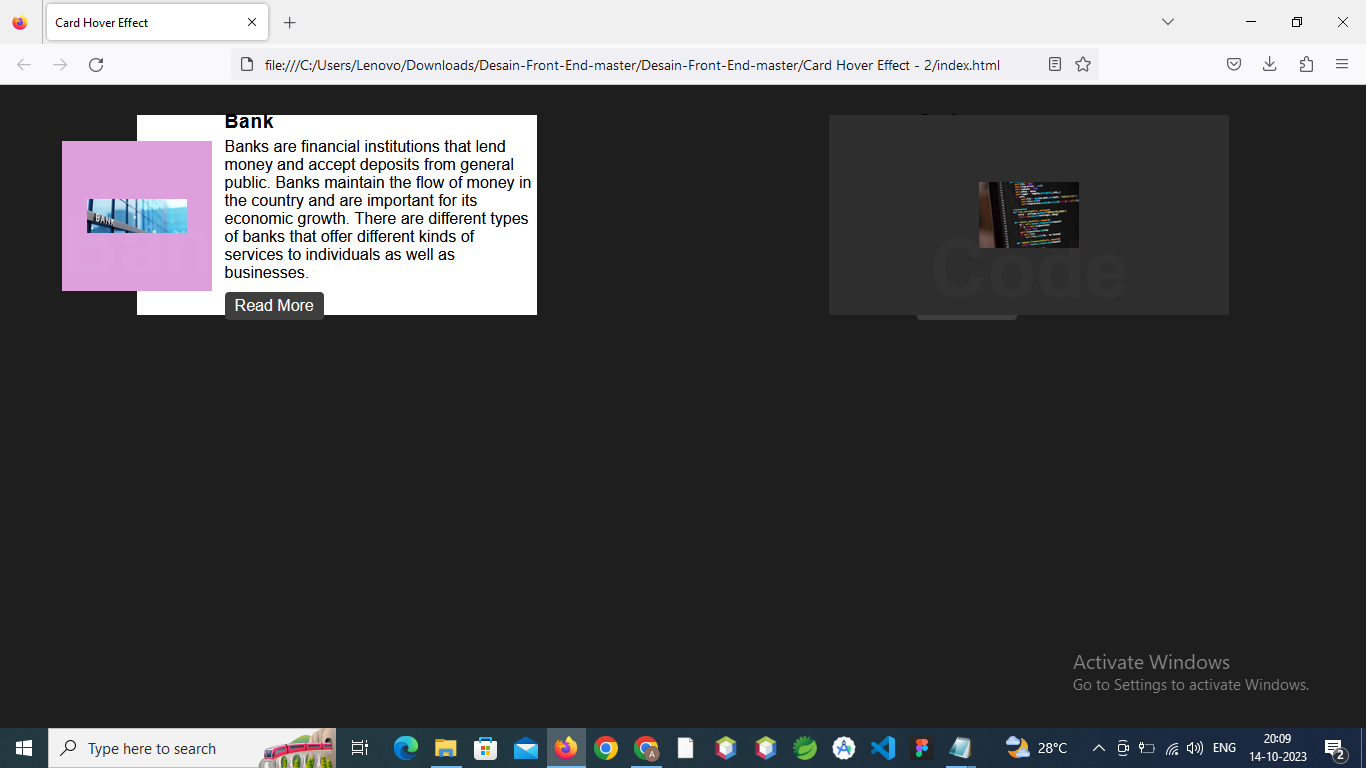 Card Hover Effect
file:///C:/Users/Lenovo/Downloads/Desain-Front-End-master/Desain-Front-End-master/Card Hover Effect - 2/index.html
Bank
Banks are financial institutions that lend
money and accept deposits from general
public. Banks maintain the flow of money in
the country and are important for its
economic growth. There are different types
of banks that offer different kinds of
services to individuals as well as
businesses.
Read More
BANK
Code
Activate Windows
Go to Settings to activate Windows.
Type here to search
A
28°C
ENG
20:09
14-10-2023
2